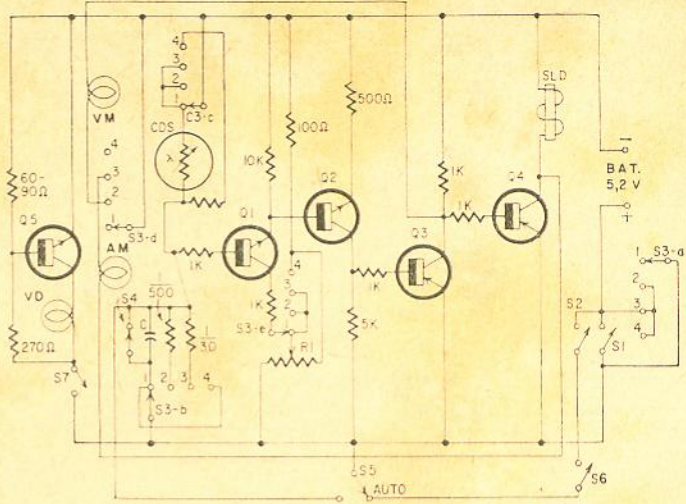 4
3
2
1
C3-c
VM
CDS
λ
4
3
2
1
S3-d
AM
60-
90Ω
Q5
VD
270Ω
S7
S4
C
1
500
1
30
1
2
3
4
S3-b
1K
Q1
10K
100Ω
1K
4
3
2
S3-e
R1
Q2
500Ω
1K
5K
Q3
1K
1K
Q4
SLD
−
BAT.
5,2 V
+
1
S3-a
2
3
4
S2
S1
S5
AUTO
S6